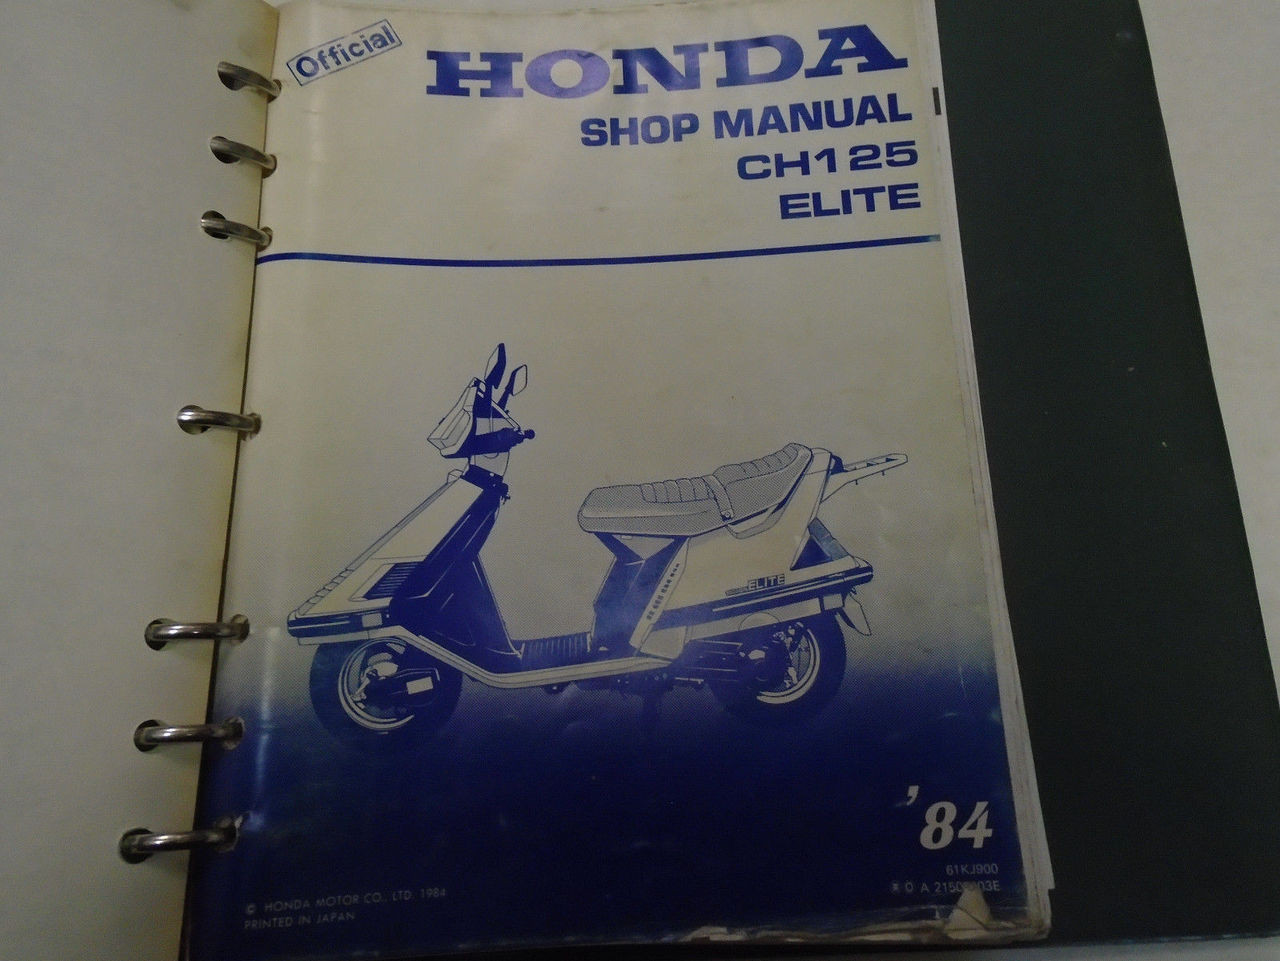 Official
HONDA
SHOP MANUAL
CH125
ELITE
ELITE
'84
61KJ900
© HONDA MOTOR CO., LTD. 1984
PRINTED IN JAPAN